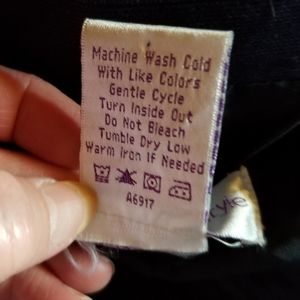 Machine Wash Cold
With Like Colors
Gentle Cycle
Turn Inside Out
Do Not Bleach
Tumble Dry Low
Warm Iron If Needed
A6917